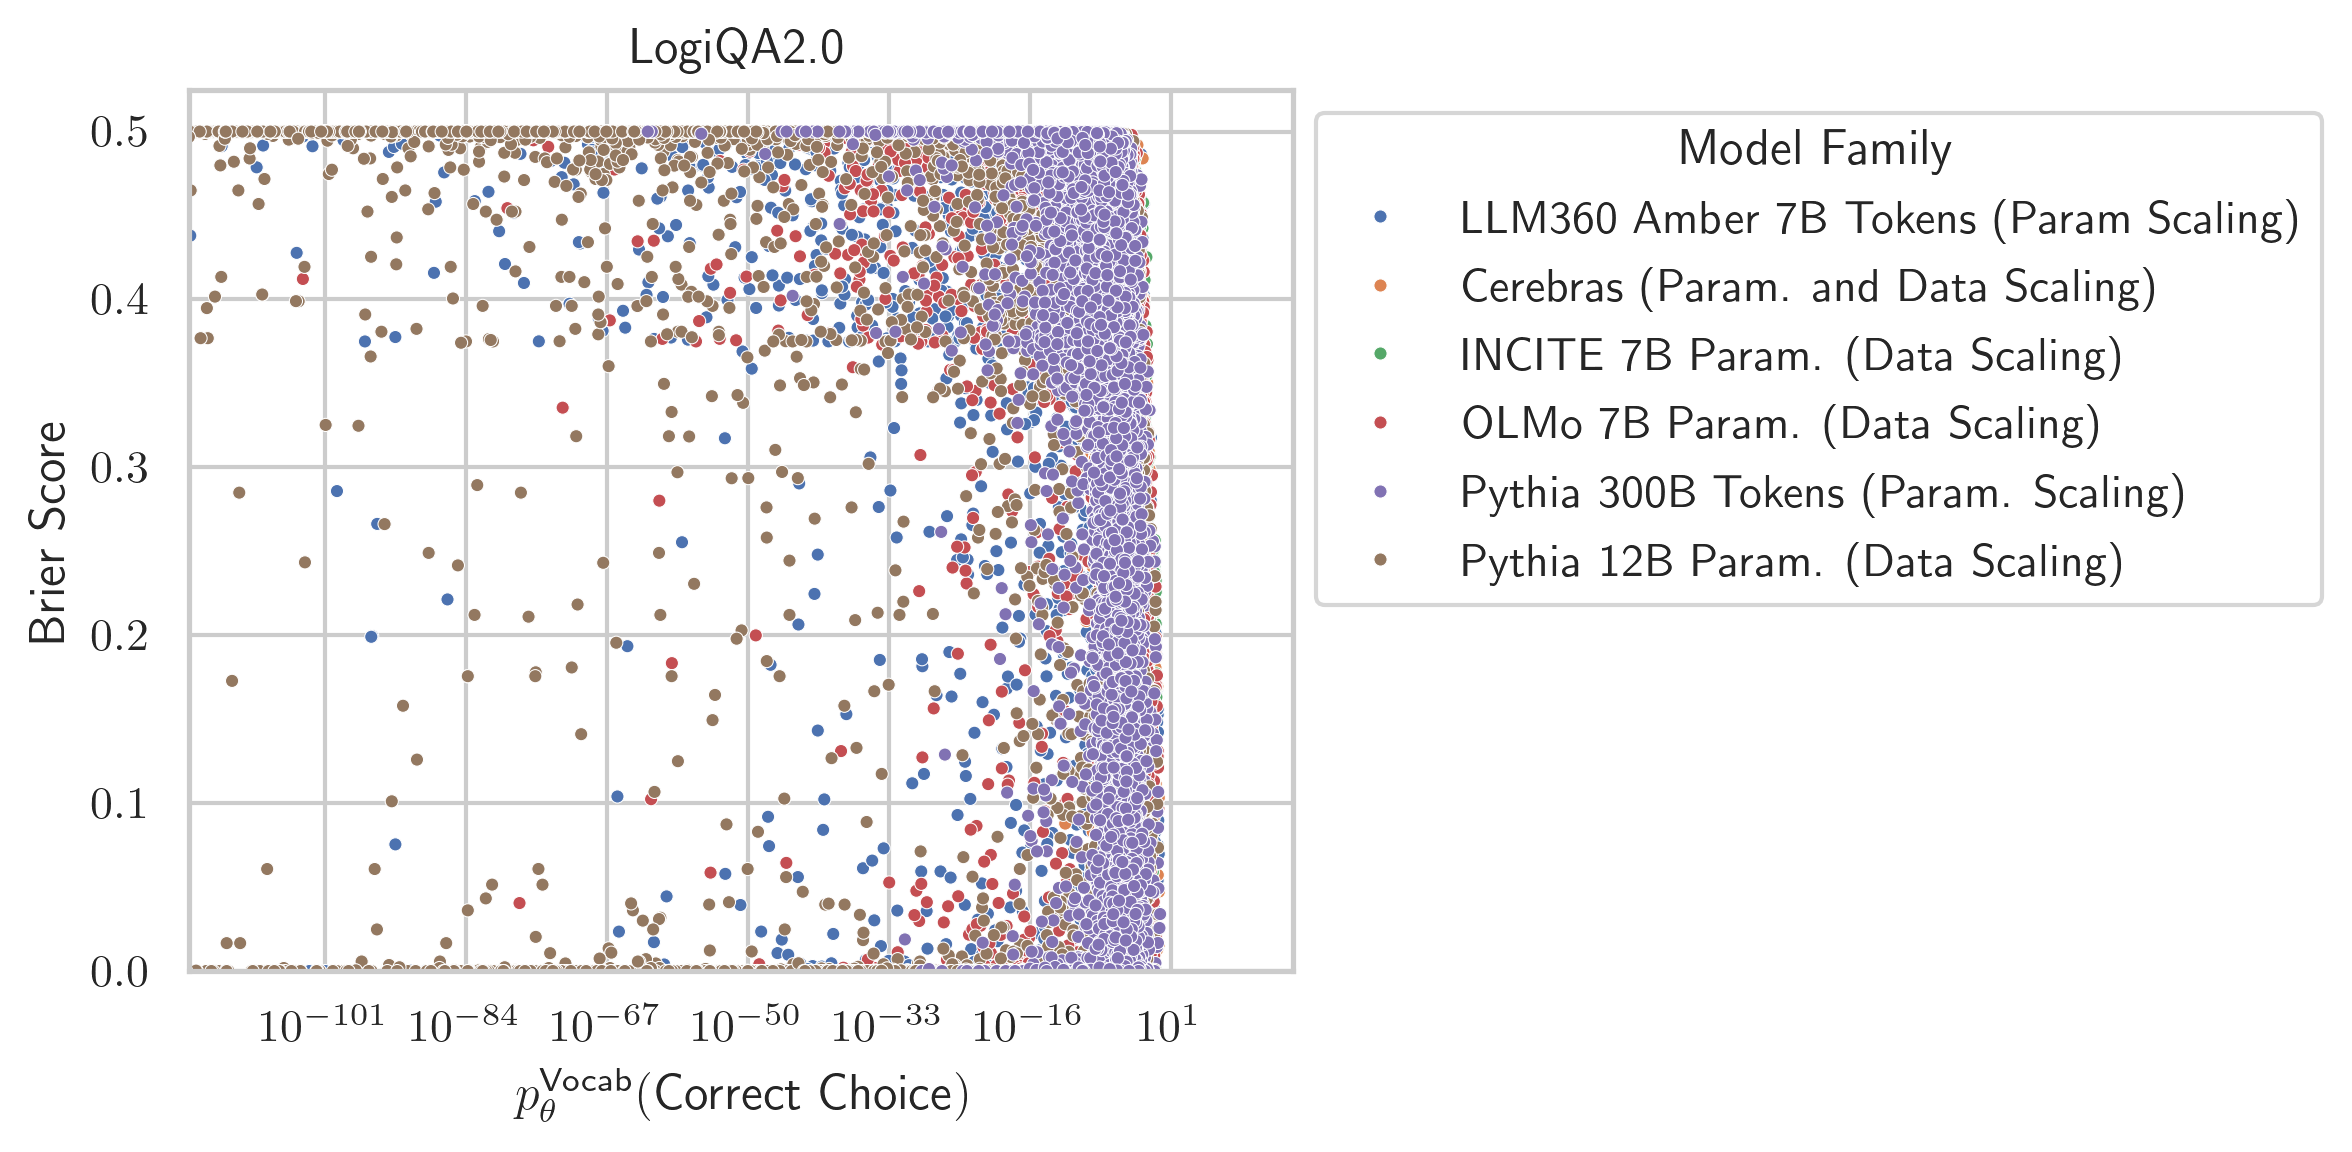 LogiQA2.0
Brier Score
0.5
0.4
0.3
0.2
0.1
0.0
10^{-101} 10^{-84} 10^{-67} 10^{-50} 10^{-33} 10^{-16} 10^{1}
p_θ^{Vocab}(Correct Choice)
Model Family
LLM360 Amber 7B Tokens (Param Scaling)
Cerebras (Param. and Data Scaling)
INCITE 7B Param. (Data Scaling)
OLMo 7B Param. (Data Scaling)
Pythia 300B Tokens (Param. Scaling)
Pythia 12B Param. (Data Scaling)